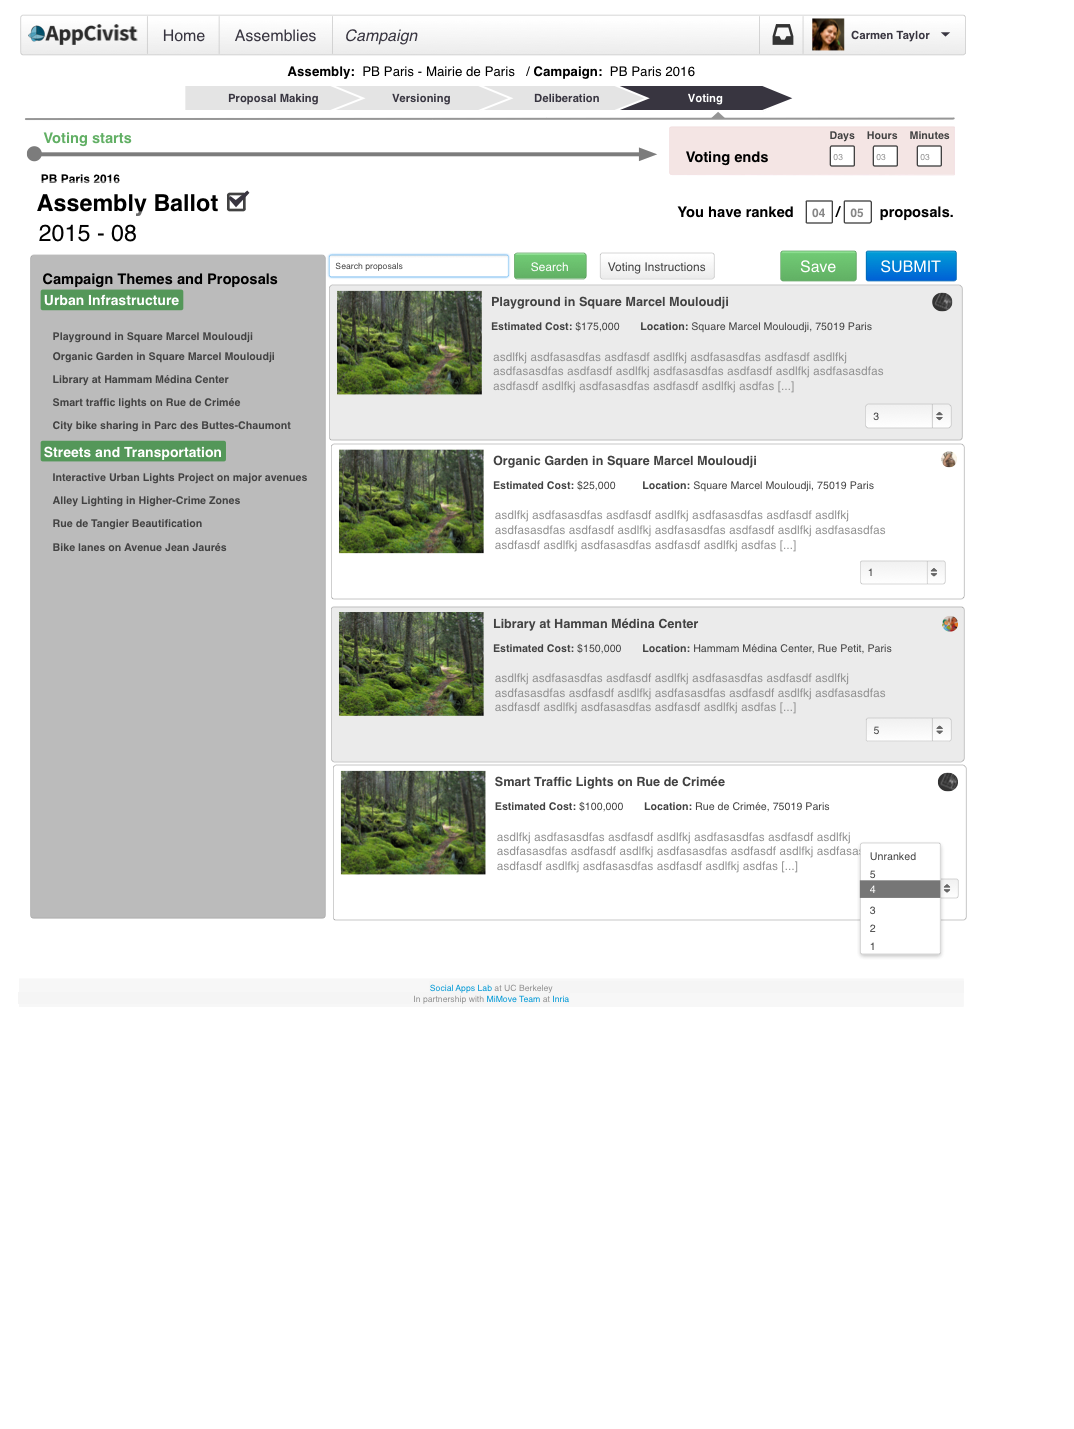 AppCivist Home Assemblies Campaign Carmen Taylor
Assembly: PB Paris - Mairie de Paris / Campaign: PB Paris 2016
Proposal Making Versioning Deliberation Voting
Voting starts
Voting ends
Days Hours Minutes
03 03 03
PB Paris 2016
Assembly Ballot
2015 - 08
You have ranked 04 / 05 proposals.
Search proposals Search Voting Instructions Save SUBMIT
Campaign Themes and Proposals
Urban Infrastructure
Playground in Square Marcel Mouloudji
Organic Garden in Square Marcel Mouloudji
Library at Hammam Médina Center
Smart traffic lights on Rue de Crimée
City bike sharing in Parc des Buttes-Chaumont
Streets and Transportation
Interactive Urban Lights Project on major avenues
Alley Lighting in Higher-Crime Zones
Rue de Tangier Beautification
Bike lanes on Avenue Jean Jaurés
Playground in Square Marcel Mouloudji
Estimated Cost: $175,000 Location: Square Marcel Mouloudji, 75019 Paris
asdlfkj asdfasasdfas asdfasdf asdlfkj asdfasasdfas asdfasdf asdlfkj
asdfasasdfas asdfasdf asdlfkj asdfasasdfas asdfasdf asdlfkj asdfasasdfas
asdfasdf asdlfkj asdfasasdfas asdfasdf asdlfkj asdfas [...]
3
Organic Garden in Square Marcel Mouloudji
Estimated Cost: $25,000 Location: Square Marcel Mouloudji, 75019 Paris
asdlfkj asdfasasdfas asdfasdf asdlfkj asdfasasdfas asdfasdf asdlfkj
asdfasasdfas asdfasdf asdlfkj asdfasasdfas asdfasdf asdlfkj asdfasasdfas
asdfasdf asdlfkj asdfasasdfas asdfasdf asdlfkj asdfas [...]
1
Library at Hamman Médina Center
Estimated Cost: $150,000 Location: Hammam Médina Center, Rue Petit, Paris
asdlfkj asdfasasdfas asdfasdf asdlfkj asdfasasdfas asdfasdf asdlfkj
asdfasasdfas asdfasdf asdlfkj asdfasasdfas asdfasdf asdlfkj asdfasasdfas
asdfasdf asdlfkj asdfasasdfas asdfasdf asdlfkj asdfas [...]
5
Smart Traffic Lights on Rue de Crimée
Estimated Cost: $100,000 Location: Rue de Crimée, 75019 Paris
asdlfkj asdfasasdfas asdfasdf asdlfkj asdfasasdfas asdfasdf asdlfkj
asdfasasdfas asdfasdf asdlfkj asdfasasdfas asdfasdf asdlfkj asdfasas
asdfasdf asdlfkj asdfasasdfas asdfasdf asdlfkj asdfas [...]
Unranked
5
4
3
2
1
Social Apps Lab at UC Berkeley
In partnership with MiMove Team at Inria